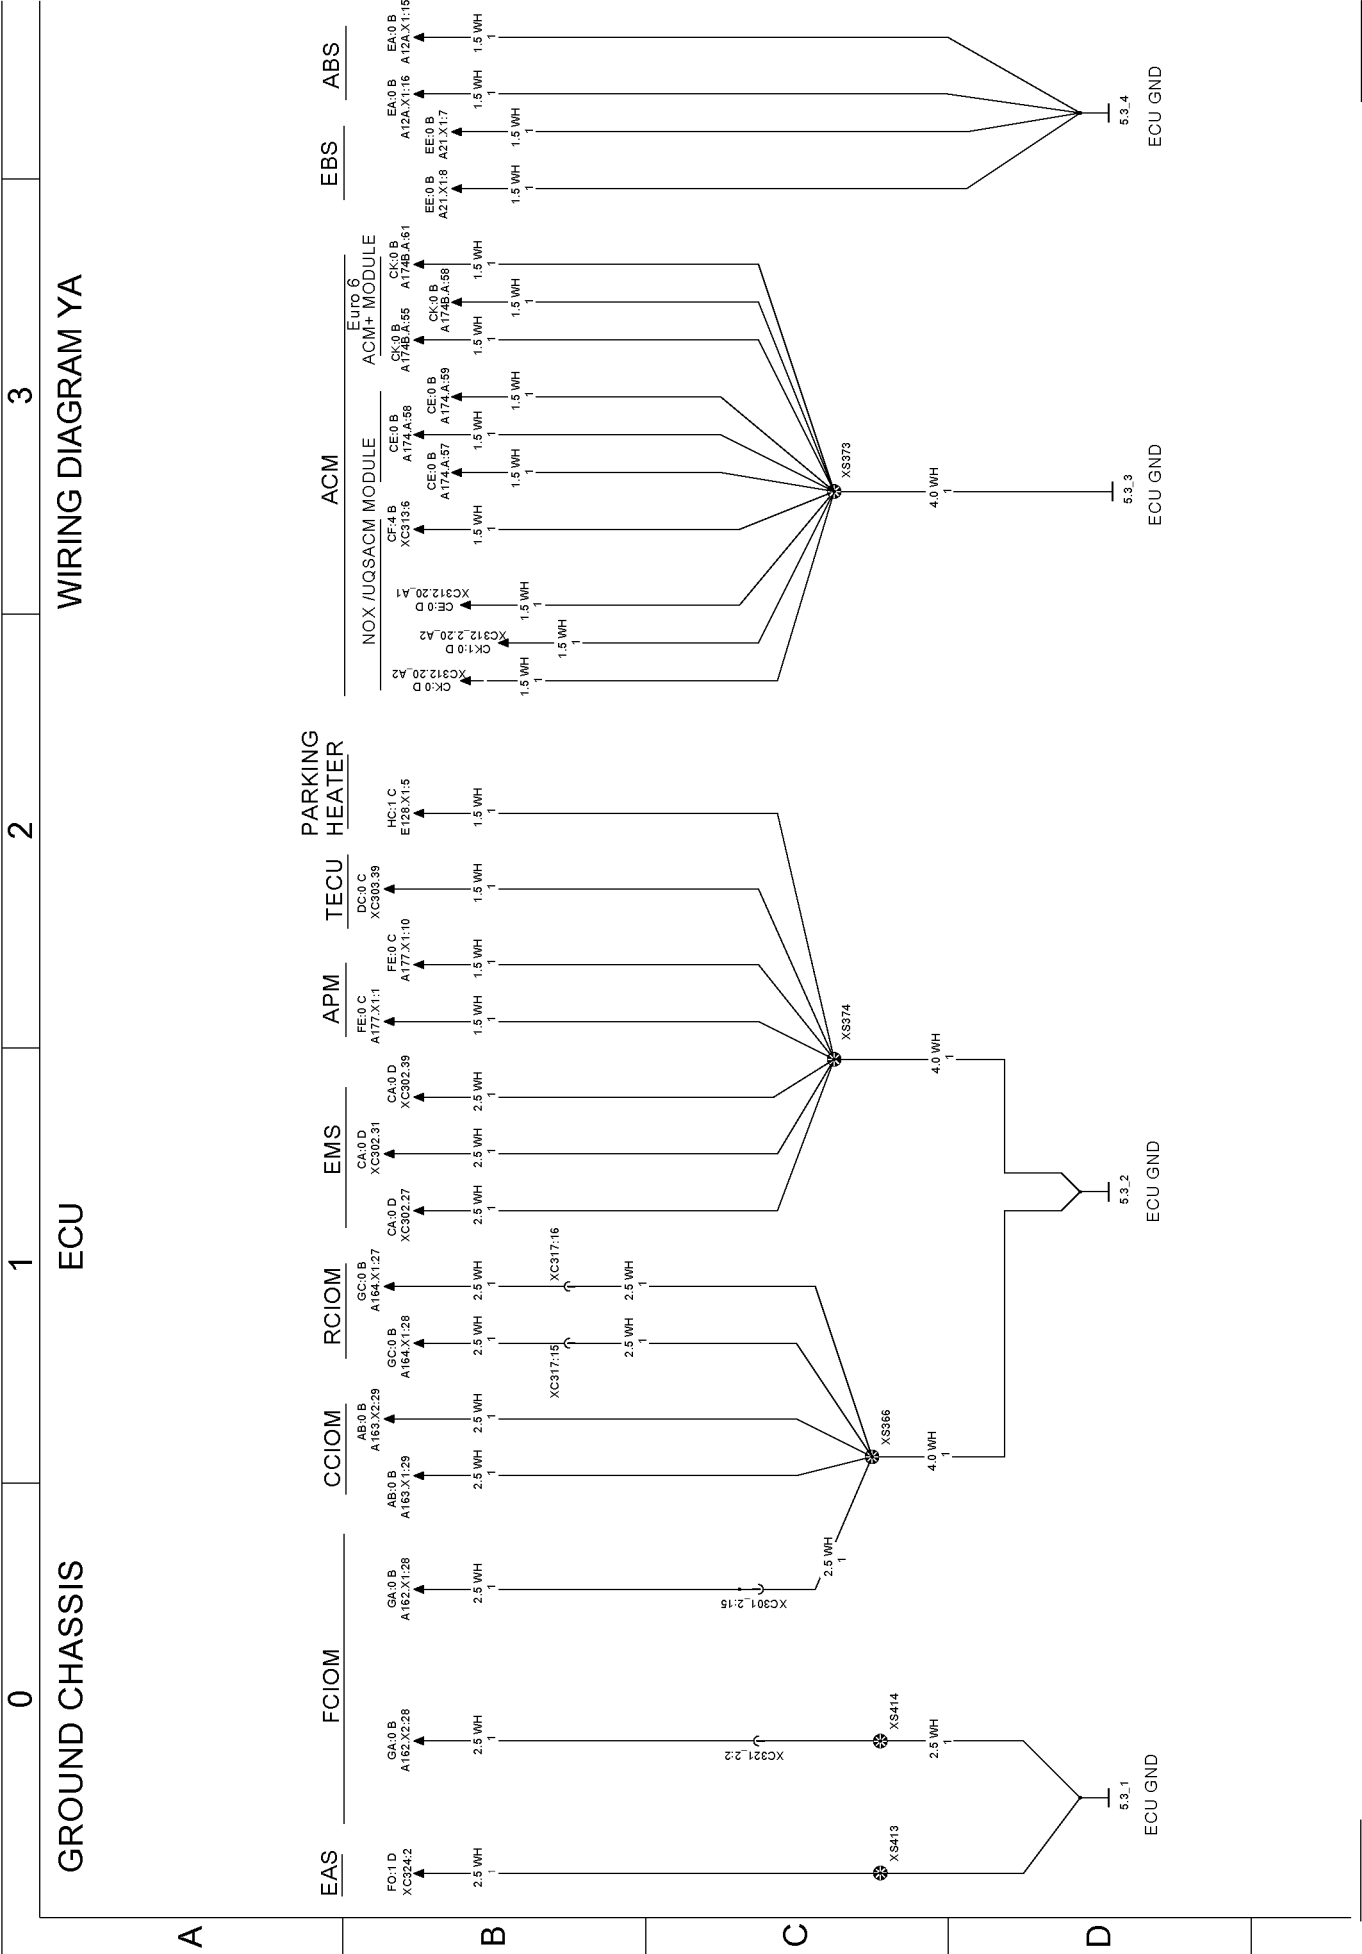 0
1
2
3
GROUND CHASSIS
ECU
WIRING DIAGRAM YA
A
B
C
D
EAS
FCIOM
CCIOM
RCIOM
EMS
APM
TECU
PARKING
HEATER
ACM
NOX /UQSACM MODULE
Euro 6
ACM+ MODULE
EBS
ABS
FO:1 D
XC324:2
GA:0 B
A162.X2:28
GA:0 B
A162.X1:28
AB:0 B
A163.X1:29
AB:0 B
A163.X2:29
GC:0 B
A164.X1:28
GC:0 B
A164.X1:27
CA:0 D
XC302.27
CA:0 D
XC302.31
CA:0 D
XC302.39
FE:0 C
A177.X1:1
FE:0 C
A177.X1:10
DC:0 C
XC303.39
HC:1 C
E128.X1:5
CK:0 D
XC312.20_A2
CK1:0 D
XC312_2.20_A2
CE:0 D
XC312.20_A1
CF:4 B
XC313:6
CE:0 B
A174.A:57
CE:0 B
A174.A:58
CE:0 B
A174.A:59
CK:0 B
A174B.A:55
CK:0 B
A174B.A:58
CK:0 B
A174B.A:61
EE:0 B
A21.X1:8
EE:0 B
A21.X1:7
EA:0 B
A12A.X1:16
EA:0 B
A12A.X1:15
2.5 WH
1
2.5 WH
1
2.5 WH
1
2.5 WH
1
2.5 WH
1
2.5 WH
1
2.5 WH
1
2.5 WH
1
2.5 WH
1
2.5 WH
1
1.5 WH
1
1.5 WH
1
1.5 WH
1
1.5 WH
1
1.5 WH
1
1.5 WH
1
1.5 WH
1
1.5 WH
1
1.5 WH
1
1.5 WH
1
1.5 WH
1
1.5 WH
1
1.5 WH
1
1.5 WH
1
1.5 WH
1
1.5 WH
1
1.5 WH
1
1.5 WH
1
XC317:15
XC317:16
2.5 WH
1
2.5 WH
1
XC321_2:2
XC301_2:15
2.5 WH
1
XS413
XS414
XS366
XS374
XS373
2.5 WH
1
4.0 WH
1
4.0 WH
1
4.0 WH
1
5.3_1
ECU GND
5.3_2
ECU GND
5.3_3
ECU GND
5.3_4
ECU GND